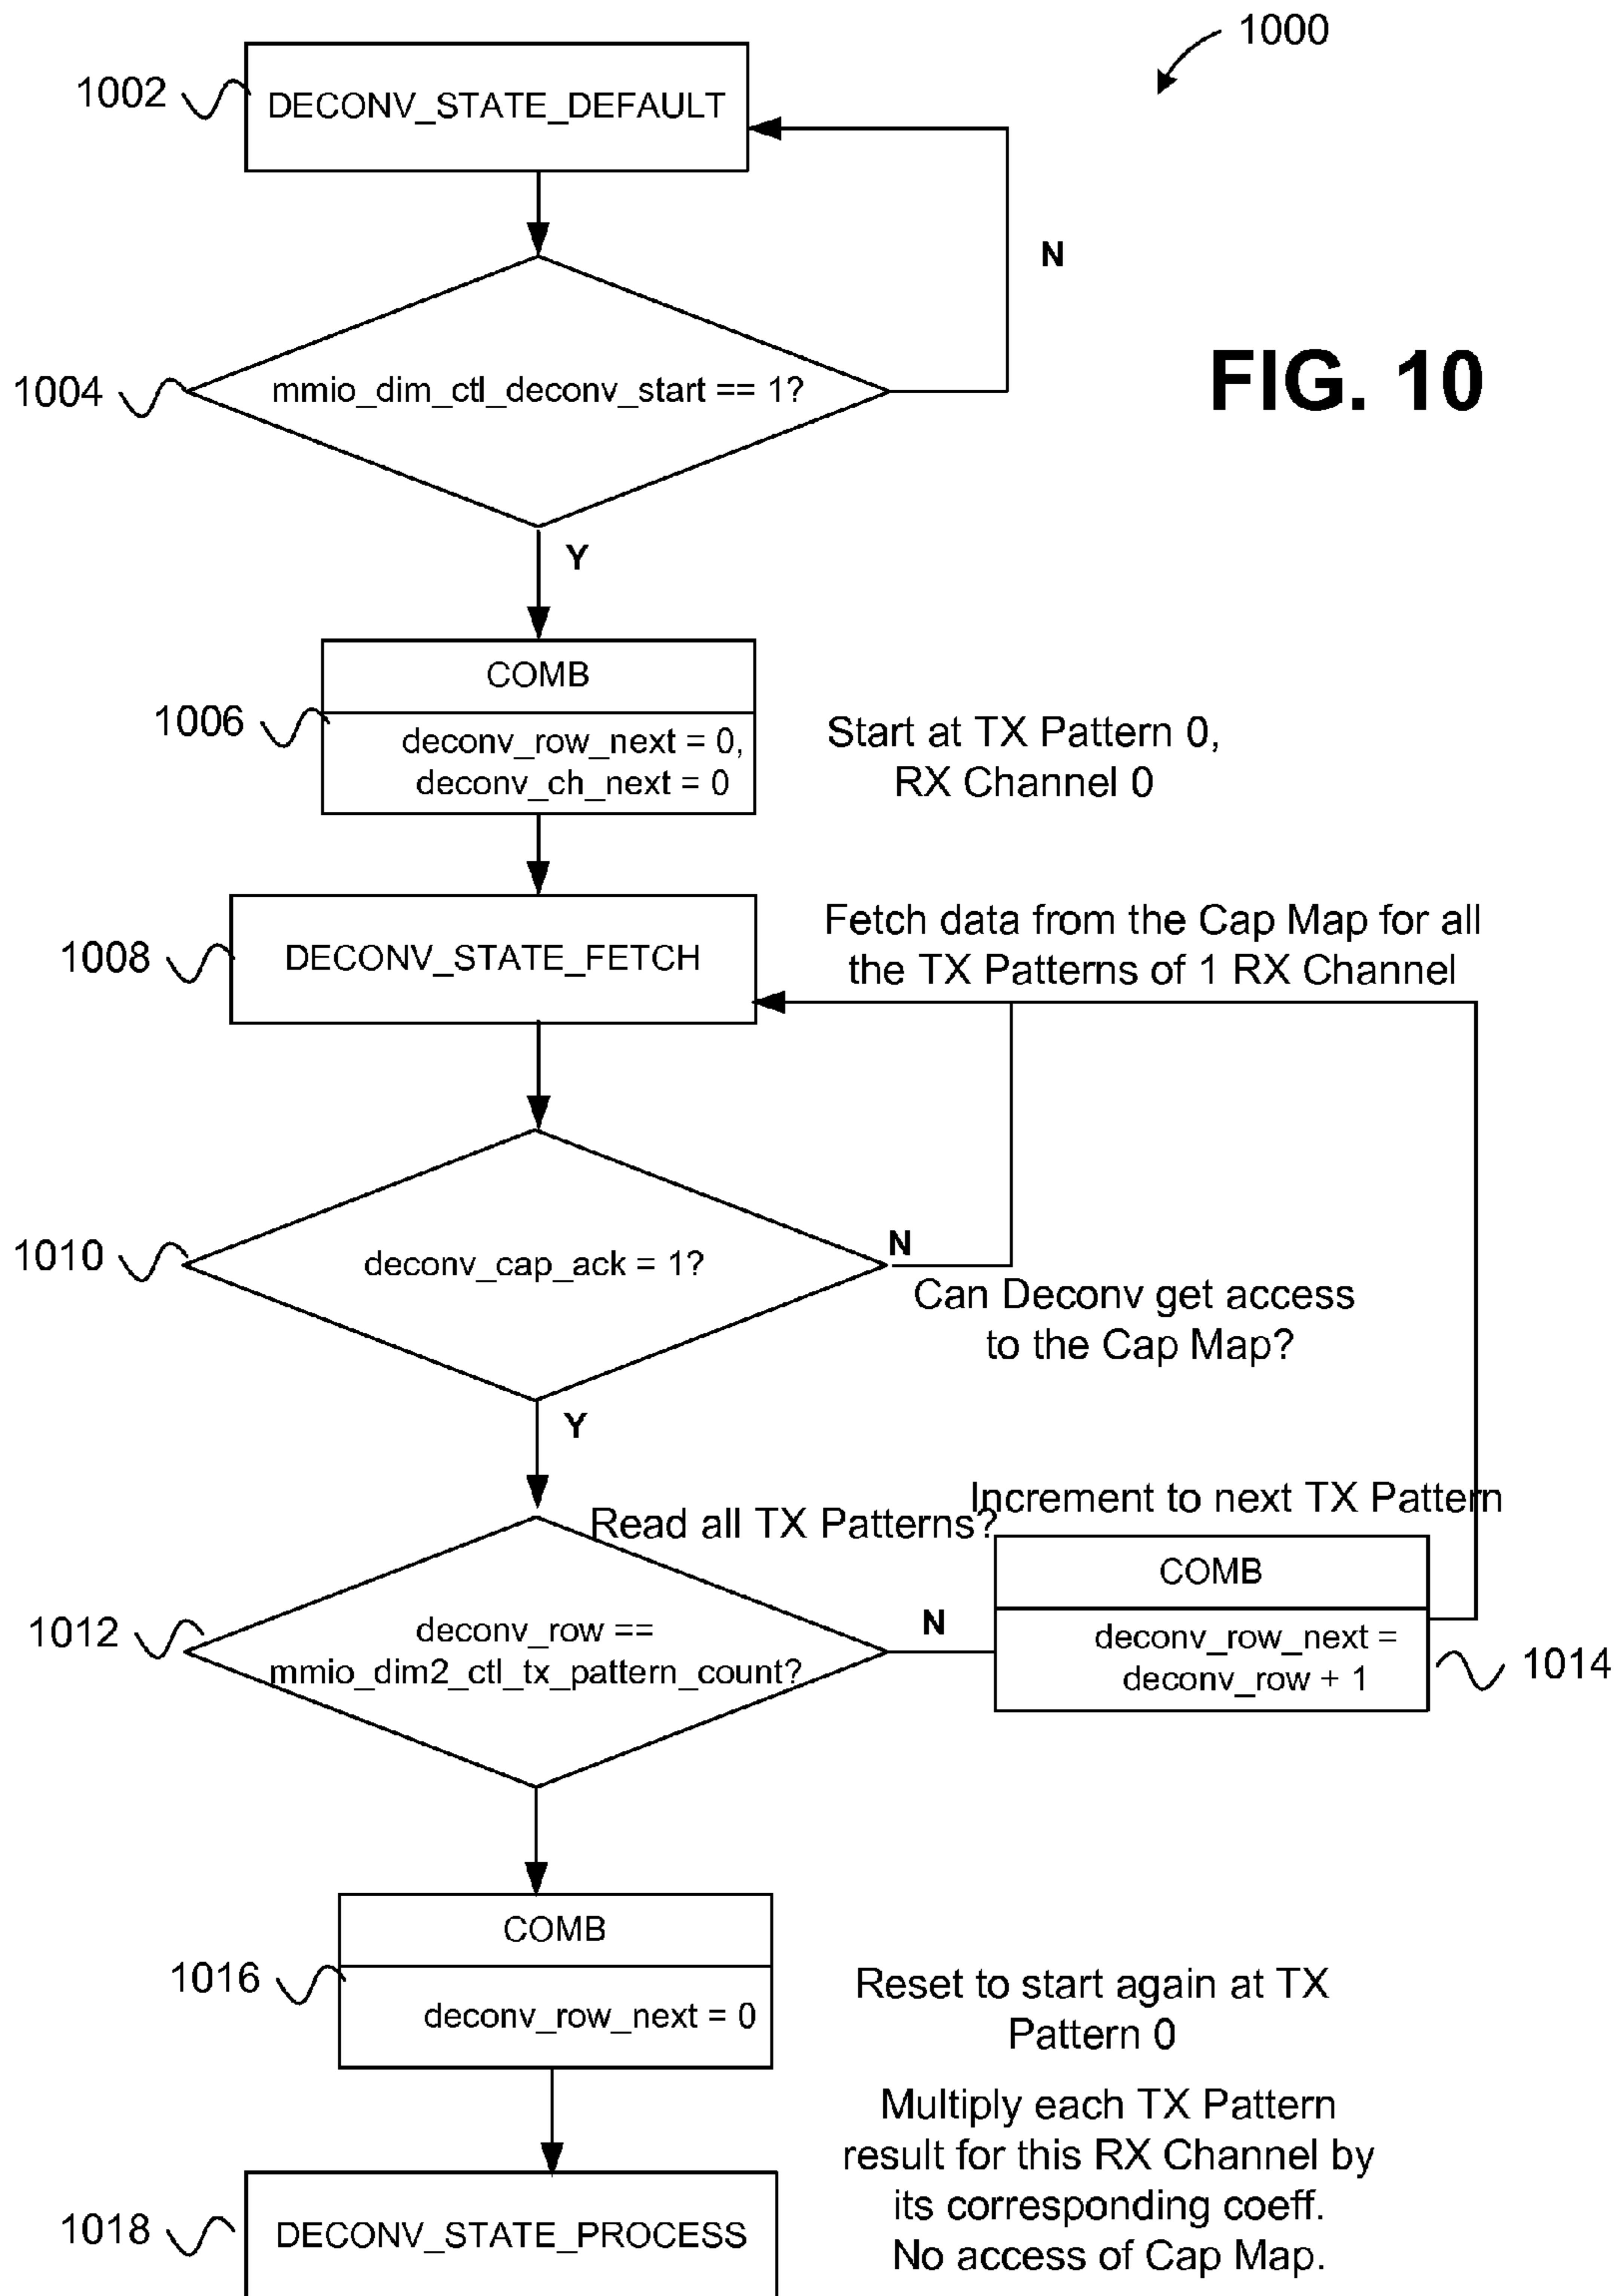 1000
1002
DECONV_STATE_DEFAULT
N
FIG. 10
1004
mmio_dim_ctl_deconv_start == 1?
Y
COMB
1006
deconv_row_next = 0,
deconv_ch_next = 0
Start at TX Pattern 0,
RX Channel 0
1008
DECONV_STATE_FETCH
Fetch data from the Cap Map for all
the TX Patterns of 1 RX Channel
1010
deconv_cap_ack = 1?
N
Can Deconv get access
to the Cap Map?
Y
Read all TX Patterns?
Increment to next TX Pattern
1012
deconv_row ==
mmio_dim2_ctl_tx_pattern_count?
N
COMB
deconv_row_next =
deconv_row + 1
1014
COMB
1016
deconv_row_next = 0
Reset to start again at TX
Pattern 0
1018
DECONV_STATE_PROCESS
Multiply each TX Pattern
result for this RX Channel by
its corresponding coeff.
No access of Cap Map.